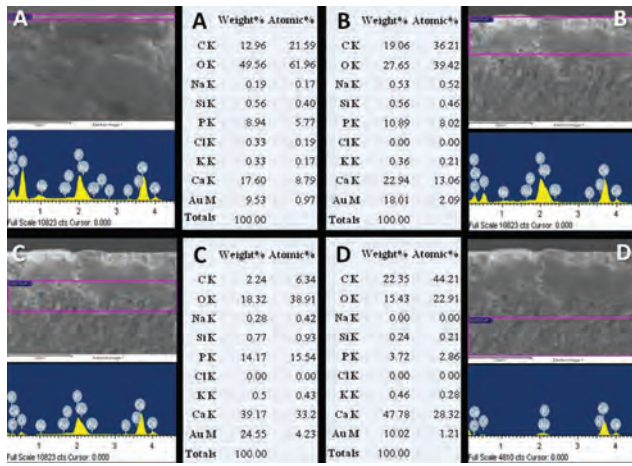 A
A
Weight% Atomic%
C K 12.96 21.59
O K 49.56 61.96
Na K 0.19 0.17
Si K 0.56 0.40
P K 8.94 5.77
Cl K 0.33 0.19
K K 0.33 0.17
Ca K 17.60 8.79
Au M 9.53 0.97
Totals 100.00
1 2 3 4
Full Scale 10823 cts Cursor: 0.000
B
Weight% Atomic%
C K 19.06 36.21
O K 27.65 39.42
Na K 0.53 0.52
Si K 0.56 0.46
P K 10.89 8.02
Cl K 0.00 0.00
K K 0.36 0.21
Ca K 22.94 13.06
Au M 18.01 2.09
Totals 100.00
B
1 2 3 4
Full Scale 10823 cts Cursor: 0.000
C
C
Weight% Atomic%
C K 2.24 6.34
O K 18.32 38.91
Na K 0.28 0.42
Si K 0.77 0.93
P K 14.17 15.54
Cl K 0.00 0.00
K K 0.5 0.43
Ca K 39.17 33.2
Au M 24.55 4.23
Totals 100.00
1 2 3 4
Full Scale 10823 cts Cursor: 0.000
D
Weight% Atomic%
C K 22.35 44.21
O K 15.43 22.91
Na K 0.00 0.00
Si K 0.24 0.21
P K 3.72 2.86
Cl K 0.00 0.00
K K 0.46 0.28
Ca K 47.78 28.32
Au M 10.02 1.21
Totals 100.00
D
1 2 3 4
Full Scale 4810 cts Cursor: 0.000